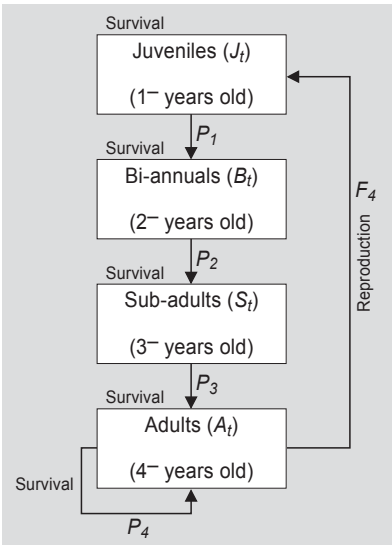 Survival
Juveniles (Jt)
(1– years old)
Survival
P1
Bi-annuals (Bt)
(2– years old)
F4
Reproduction
Survival
P2
Sub-adults (St)
(3– years old)
Survival
P3
Adults (At)
(4– years old)
Survival
P4